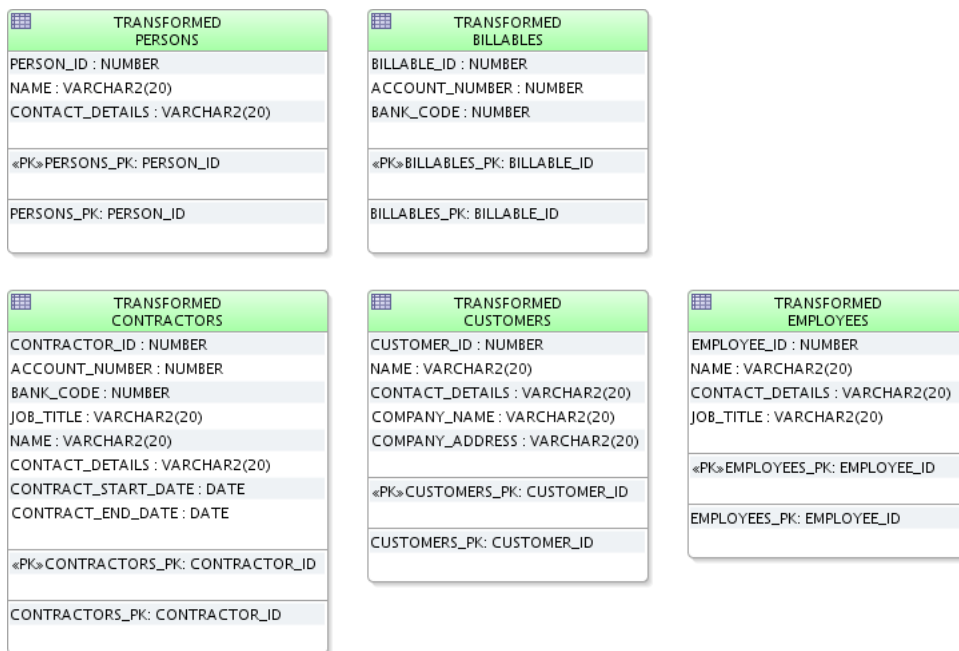 TRANSFORMED
PERSONS
PERSON_ID : NUMBER
NAME : VARCHAR2(20)
CONTACT_DETAILS : VARCHAR2(20)
«PK»PERSONS_PK: PERSON_ID
PERSONS_PK: PERSON_ID
TRANSFORMED
BILLABLES
BILLABLE_ID : NUMBER
ACCOUNT_NUMBER : NUMBER
BANK_CODE : NUMBER
«PK»BILLABLES_PK: BILLABLE_ID
BILLABLES_PK: BILLABLE_ID
TRANSFORMED
CONTRACTORS
CONTRACTOR_ID : NUMBER
ACCOUNT_NUMBER : NUMBER
BANK_CODE : NUMBER
JOB_TITLE : VARCHAR2(20)
NAME : VARCHAR2(20)
CONTACT_DETAILS : VARCHAR2(20)
CONTRACT_START_DATE : DATE
CONTRACT_END_DATE : DATE
«PK»CONTRACTORS_PK: CONTRACTOR_ID
CONTRACTORS_PK: CONTRACTOR_ID
TRANSFORMED
CUSTOMERS
CUSTOMER_ID : NUMBER
NAME : VARCHAR2(20)
CONTACT_DETAILS : VARCHAR2(20)
COMPANY_NAME : VARCHAR2(20)
COMPANY_ADDRESS : VARCHAR2(20)
«PK»CUSTOMERS_PK: CUSTOMER_ID
CUSTOMERS_PK: CUSTOMER_ID
TRANSFORMED
EMPLOYEES
EMPLOYEE_ID : NUMBER
NAME : VARCHAR2(20)
CONTACT_DETAILS : VARCHAR2(20)
JOB_TITLE : VARCHAR2(20)
«PK»EMPLOYEES_PK: EMPLOYEE_ID
EMPLOYEES_PK: EMPLOYEE_ID